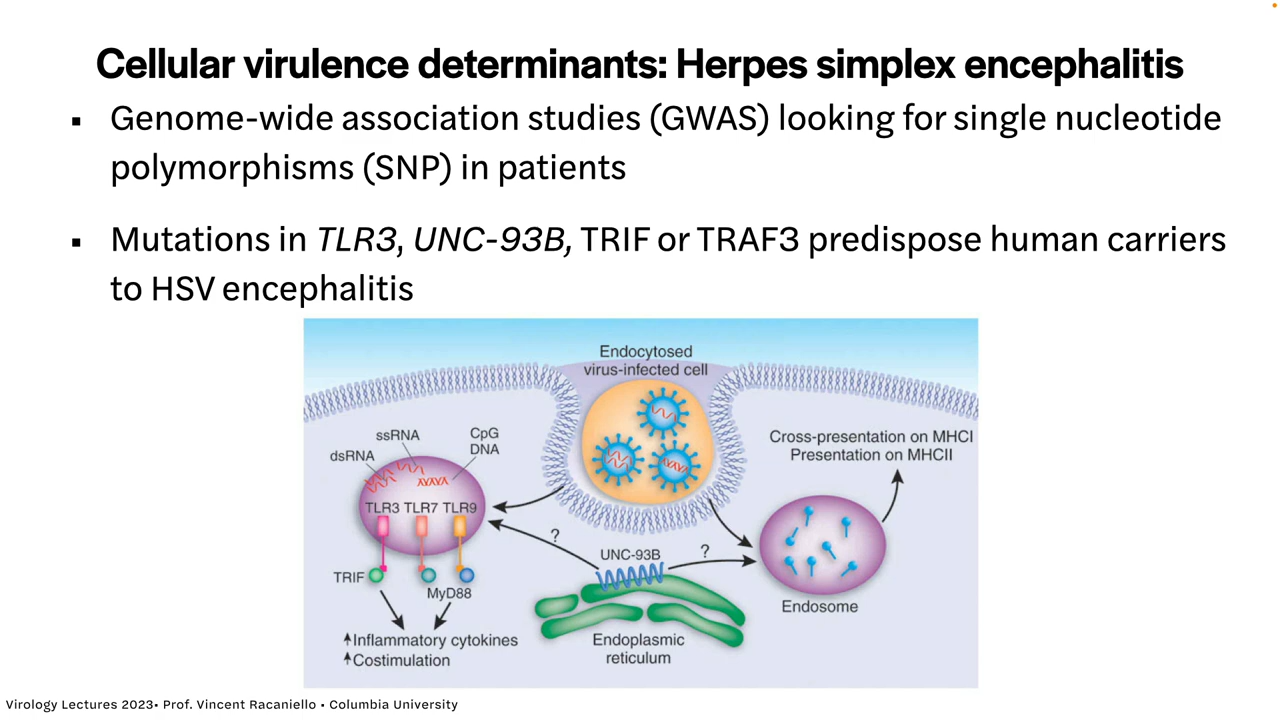 Cellular virulence determinants: Herpes simplex encephalitis
▪ Genome-wide association studies (GWAS) looking for single nucleotide
polymorphisms (SNP) in patients
▪ Mutations in TLR3, UNC-93B, TRIF or TRAF3 predispose human carriers
to HSV encephalitis
Endocytosed
virus-infected cell
ssRNA
CpG
DNA
dsRNA
TLR3 TLR7 TLR9
TRIF
MyD88
Inflammatory cytokines
Costimulation
?
UNC-93B
?
Endoplasmic
reticulum
Cross-presentation on MHCI
Presentation on MHCII
Endosome
Virology Lectures 2023• Prof. Vincent Racaniello • Columbia University